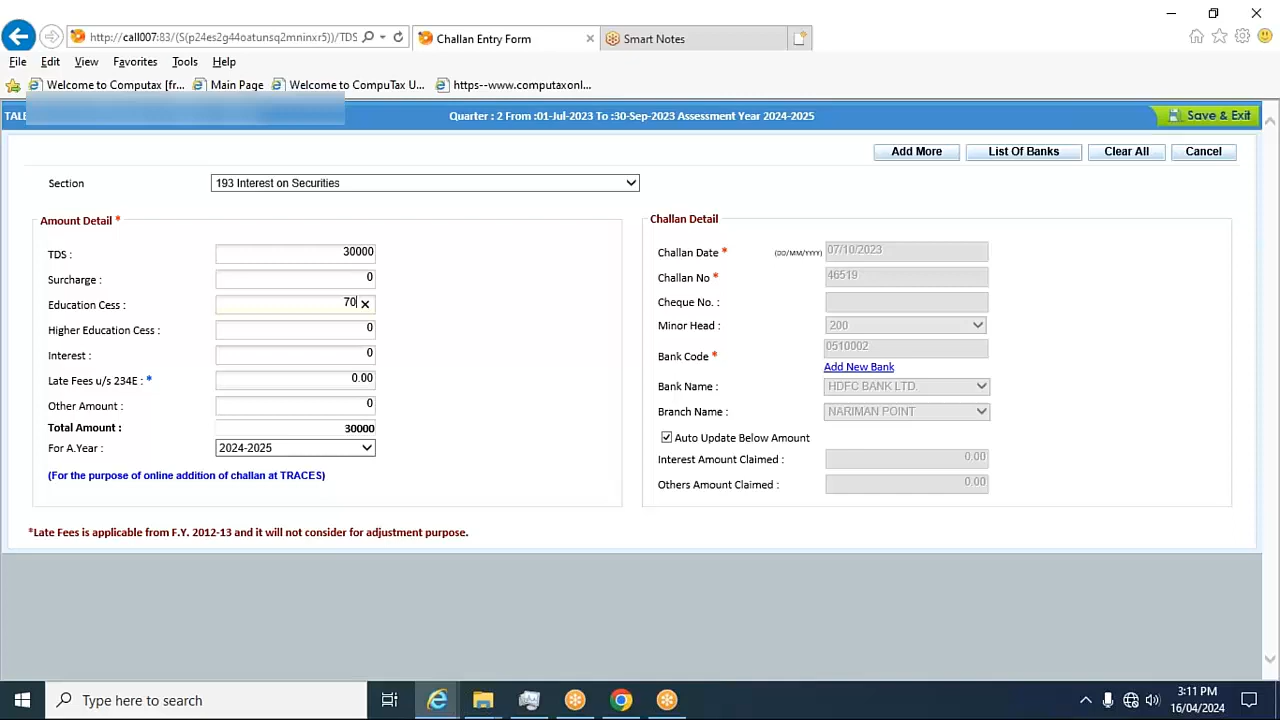 http://call007:83/(S(p24es2g44oatunsq2mninxr5))/TDS
Challan Entry Form
Smart Notes
File Edit View Favorites Tools Help
Welcome to Computax [fr...
Main Page
Welcome to CompuTax U...
https--www.computaxonl...
TALE
Quarter : 2 From :01-Jul-2023 To :30-Sep-2023 Assessment Year 2024-2025
Save & Exit
Add More
List Of Banks
Clear All
Cancel
Section
193 Interest on Securities
Amount Detail *
TDS : 30000
Surcharge : 0
Education Cess : 70
Higher Education Cess : 0
Interest : 0
Late Fees u/s 234E : * 0.00
Other Amount : 0
Total Amount : 30000
For A.Year : 2024-2025
(For the purpose of online addition of challan at TRACES)
Challan Detail
Challan Date * (DD/MM/YYYY) 07/10/2023
Challan No * 46519
Cheque No. :
Minor Head : 200
Bank Code * 0510002
Add New Bank
Bank Name : HDFC BANK LTD.
Branch Name : NARIMAN POINT
Auto Update Below Amount
Interest Amount Claimed : 0.00
Others Amount Claimed : 0.00
*Late Fees is applicable from F.Y. 2012-13 and it will not consider for adjustment purpose.
Type here to search
3:11 PM
16/04/2024